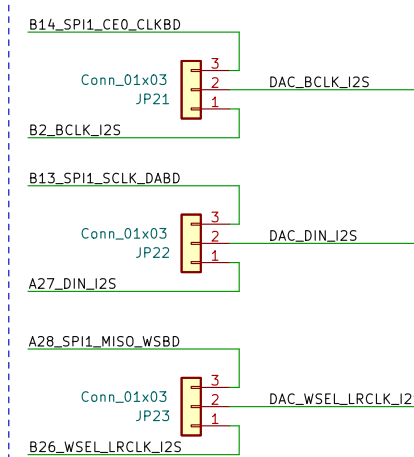 B14_SPI1_CE0_CLKBD
3
Conn_01x03
2
DAC_BCLK_I2S
JP21
1
B2_BCLK_I2S
B13_SPI1_SCLK_DABD
3
Conn_01x03
2
DAC_DIN_I2S
JP22
1
A27_DIN_I2S
A28_SPI1_MISO_WSBD
3
Conn_01x03
2
DAC_WSEL_LRCLK_I2
JP23
1
B26_WSEL_LRCLK_I2S